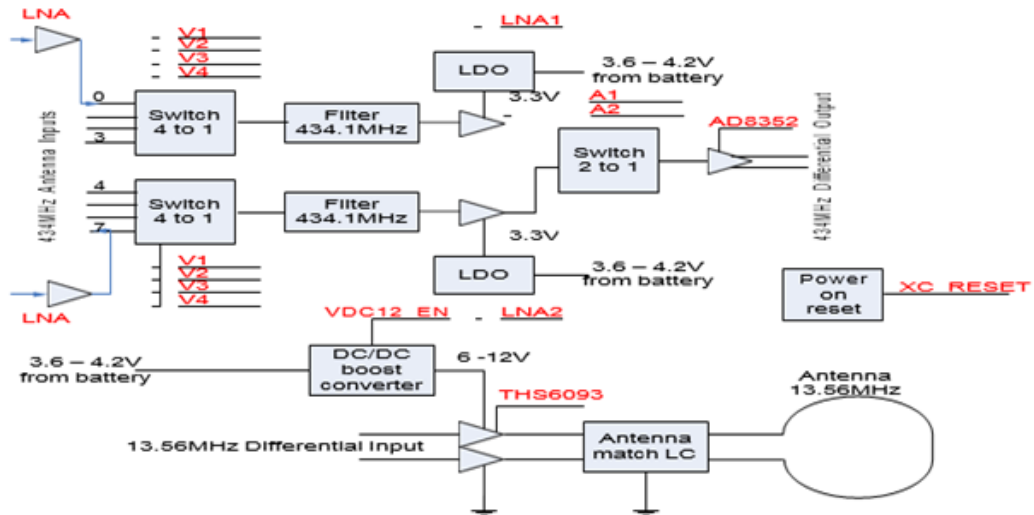 LNA
V1
V2
V3
V4
LNA1
LDO
3.6 – 4.2V
from battery
3.3V
A1
A2
AD8352
0
3
Switch
4 to 1
Filter
434.1MHz
Switch
2 to 1
434MHz Antenna Inputs
434MHz Differential Output
4
7
Switch
4 to 1
Filter
434.1MHz
3.3V
V1
V2
V3
V4
LDO
3.6 – 4.2V
from battery
LNA
Power
on
reset
XC_RESET
VDC12_EN
LNA2
3.6 – 4.2V
from battery
DC/DC
boost
converter
6 -12V
THS6093
Antenna
13.56MHz
13.56MHz Differential Input
Antenna
match LC